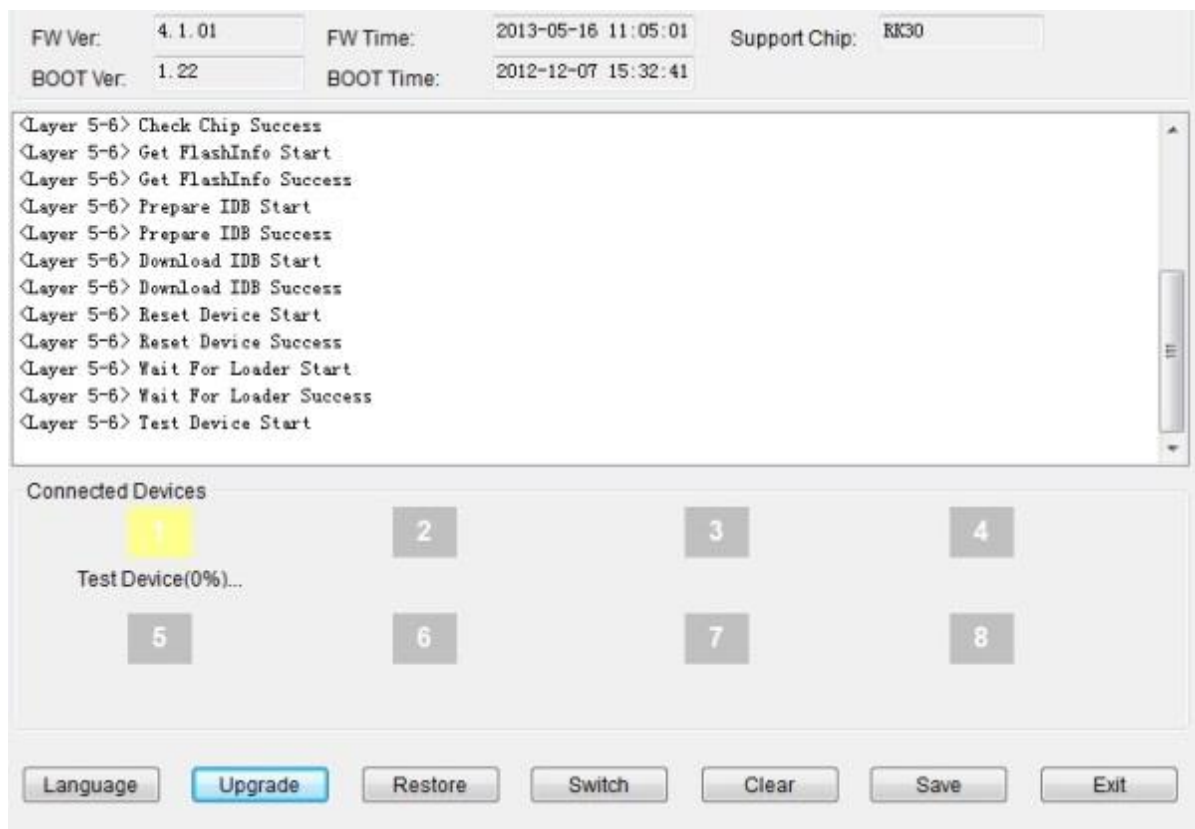 FW Ver: 4.1.01 FW Time: 2013-05-16 11:05:01 Support Chip: RK30
BOOT Ver: 1.22 BOOT Time: 2012-12-07 15:32:41
<Layer 5-6> Check Chip Success
<Layer 5-6> Get FlashInfo Start
<Layer 5-6> Get FlashInfo Success
<Layer 5-6> Prepare IDB Start
<Layer 5-6> Prepare IDB Success
<Layer 5-6> Download IDB Start
<Layer 5-6> Download IDB Success
<Layer 5-6> Reset Device Start
<Layer 5-6> Reset Device Success
<Layer 5-6> Wait For Loader Start
<Layer 5-6> Wait For Loader Success
<Layer 5-6> Test Device Start
Connected Devices
1 2 3 4
Test Device(0%)...
5 6 7 8
Language Upgrade Restore Switch Clear Save Exit